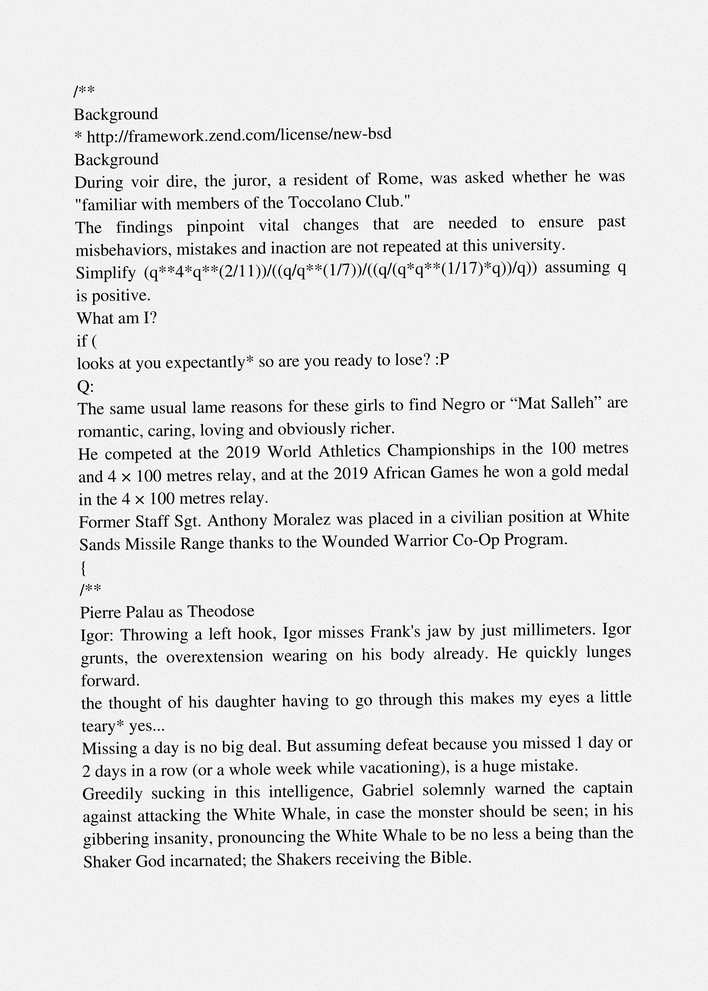 /**
Background
* http://framework.zend.com/license/new-bsd
Background
During voir dire, the juror, a resident of Rome, was asked whether he was
"familiar with members of the Toccolano Club."
The findings pinpoint vital changes that are needed to ensure past
misbehaviors, mistakes and inaction are not repeated at this university.
Simplify (q**4*q**(2/11))/((q/q**(1/7))/((q/(q*q**(1/17)*q))/q)) assuming q
is positive.
What am I?
if (
looks at you expectantly* so are you ready to lose? :P
Q:
The same usual lame reasons for these girls to find Negro or “Mat Salleh” are
romantic, caring, loving and obviously richer.
He competed at the 2019 World Athletics Championships in the 100 metres
and 4 × 100 metres relay, and at the 2019 African Games he won a gold medal
in the 4 × 100 metres relay.
Former Staff Sgt. Anthony Moralez was placed in a civilian position at White
Sands Missile Range thanks to the Wounded Warrior Co-Op Program.
{
/**
Pierre Palau as Theodose
Igor: Throwing a left hook, Igor misses Frank's jaw by just millimeters. Igor
grunts, the overextension wearing on his body already. He quickly lunges
forward.
the thought of his daughter having to go through this makes my eyes a little
teary* yes...
Missing a day is no big deal. But assuming defeat because you missed 1 day or
2 days in a row (or a whole week while vacationing), is a huge mistake.
Greedily sucking in this intelligence, Gabriel solemnly warned the captain
against attacking the White Whale, in case the monster should be seen; in his
gibbering insanity, pronouncing the White Whale to be no less a being than the
Shaker God incarnated; the Shakers receiving the Bible.